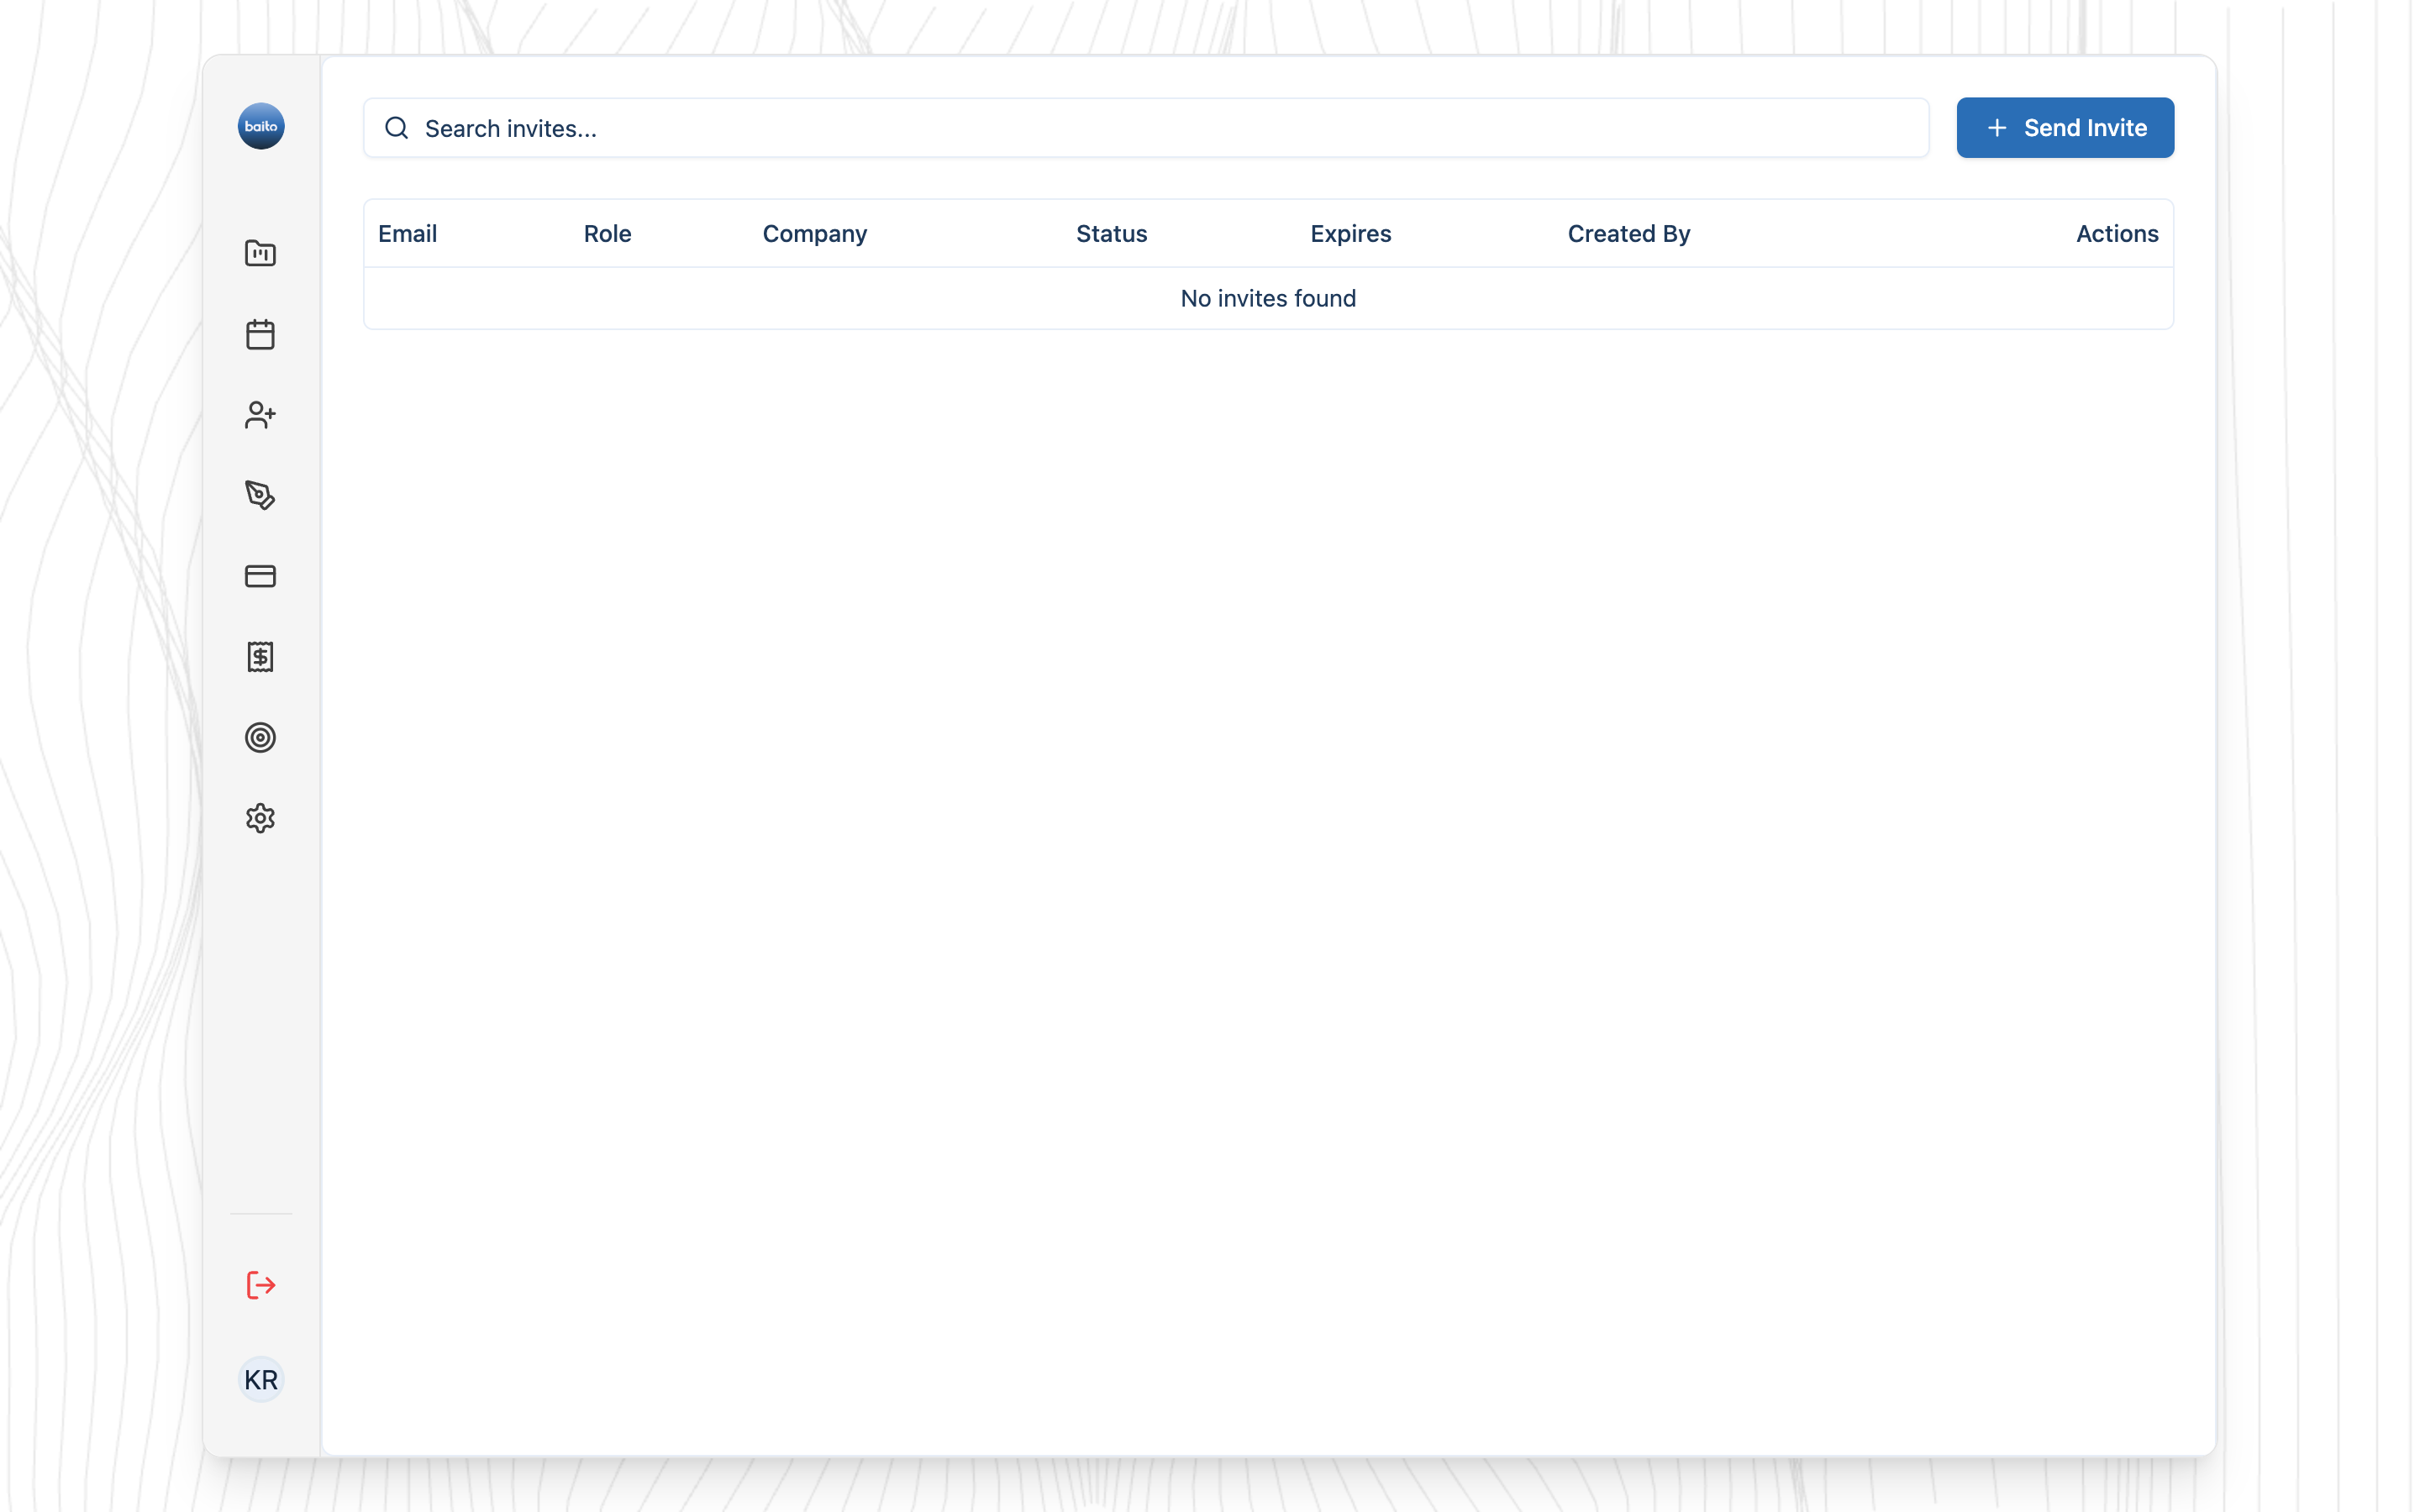 baito
Search invites...
Send Invite
Email Role Company Status Expires Created By Actions
No invites found
KR